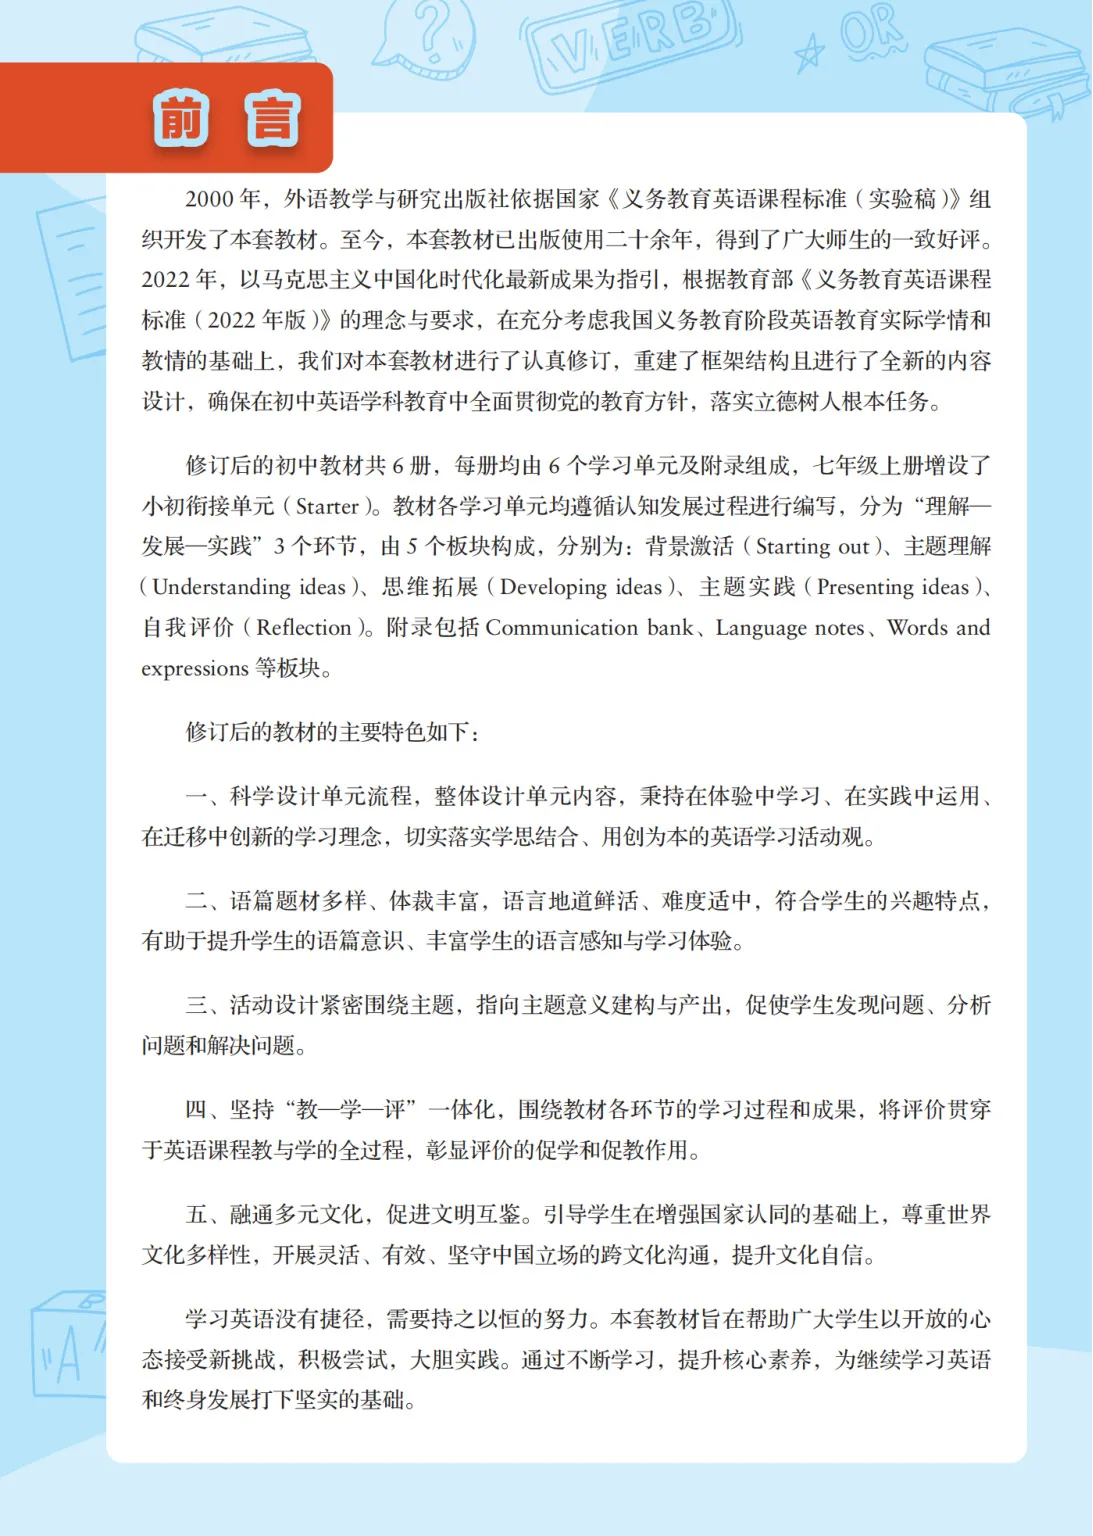 VERB
OR
?
前言
2000 年，外语教学与研究出版社依据国家《义务教育英语课程标准（实验稿）》组
织开发了本套教材。至今，本套教材已出版使用二十余年，得到了广大师生的一致好评。
2022 年，以马克思主义中国化时代化最新成果为指引，根据教育部《义务教育英语课程
标准（2022 年版）》的理念与要求，在充分考虑我国义务教育阶段英语教育实际学情和
教情的基础上，我们对本套教材进行了认真修订，重建了框架结构且进行了全新的内容
设计，确保在初中英语学科教育中全面贯彻党的教育方针，落实立德树人根本任务。
修订后的初中教材共 6 册，每册均由 6 个学习单元及附录组成，七年级上册增设了
小初衔接单元（Starter）。教材各学习单元均遵循认知发展过程进行编写，分为“理解—
发展—实践”3 个环节，由 5 个板块构成，分别为：背景激活（Starting out）、主题理解
（Understanding ideas）、思维拓展（Developing ideas）、主题实践（Presenting ideas）、
自我评价（Reflection）。附录包括 Communication bank、Language notes、Words and
expressions 等板块。
修订后的教材的主要特色如下：
一、科学设计单元流程，整体设计单元内容，秉持在体验中学习、在实践中运用、
在迁移中创新的学习理念，切实落实学思结合、用创为本的英语学习活动观。
二、语篇题材多样、体裁丰富，语言地道鲜活、难度适中，符合学生的兴趣特点，
有助于提升学生的语篇意识、丰富学生的语言感知与学习体验。
三、活动设计紧密围绕主题，指向主题意义建构与产出，促使学生发现问题、分析
问题和解决问题。
四、坚持“教—学—评”一体化，围绕教材各环节的学习过程和成果，将评价贯穿
于英语课程教与学的全过程，彰显评价的促学和促教作用。
五、融通多元文化，促进文明互鉴。引导学生在增强国家认同的基础上，尊重世界
文化多样性，开展灵活、有效、坚守中国立场的跨文化沟通，提升文化自信。
学习英语没有捷径，需要持之以恒的努力。本套教材旨在帮助广大学生以开放的心
态接受新挑战，积极尝试，大胆实践。通过不断学习，提升核心素养，为继续学习英语
和终身发展打下坚实的基础。
P
A